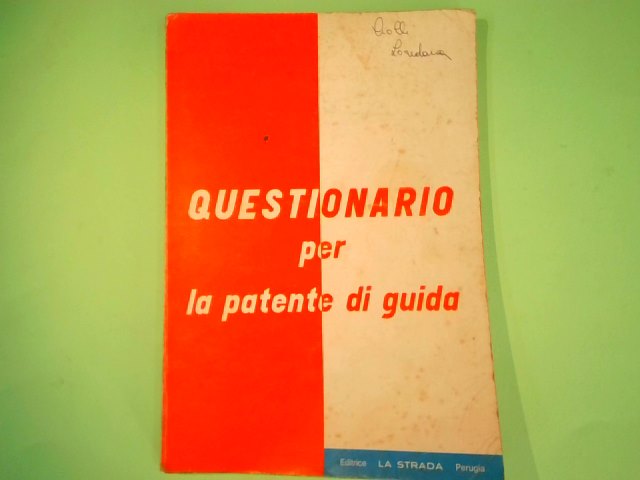 Loredana
QUESTIONARIO
per
la patente di guida
Editrice LA STRADA Perugia